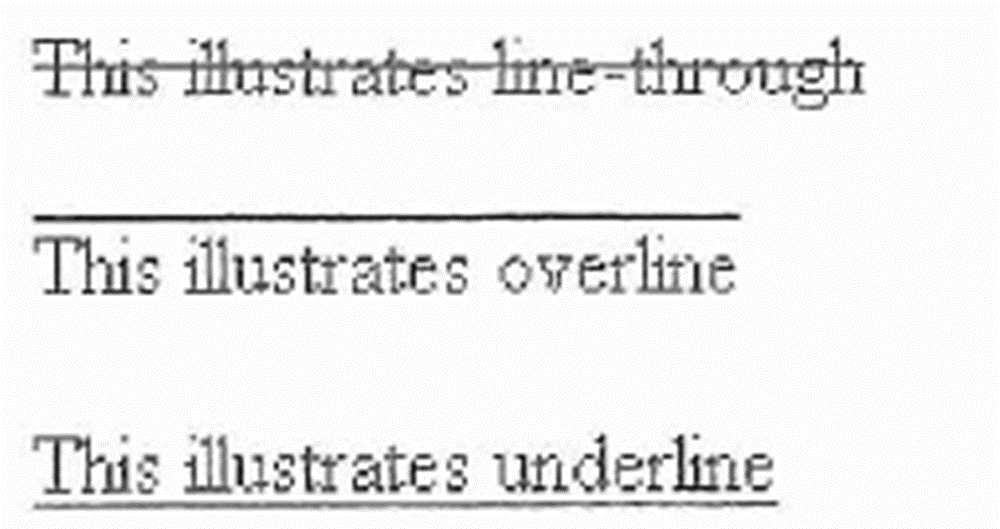 This illustrates line-through
This illustrates overline
This illustrates underline